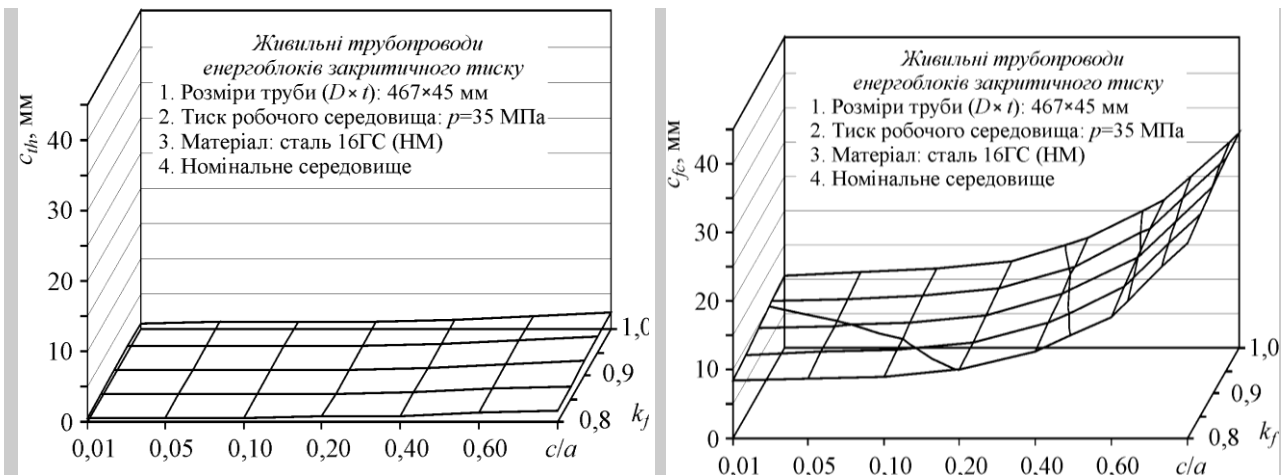 Живильні трубопроводи
енергоблоків закритичного тиску
1. Розміри труби (D× t): 467×45 мм
2. Тиск робочого середовища: p=35 МПа
3. Матеріал: сталь 16ГС (НМ)
4. Номінальне середовище
c_th, мм
40
30
20
10
0
0,01 0,05 0,10 0,20 0,40 0,60 c/a
0,8
0,9
1,0
k_f
Живильні трубопроводи
енергоблоків закритичного тиску
1. Розміри труби (D× t): 467×45 мм
2. Тиск робочого середовища: p=35 МПа
3. Матеріал: сталь 16ГС (НМ)
4. Номінальне середовище
c_fc, мм
40
30
20
10
0
0,01 0,05 0,10 0,20 0,40 0,60 c/a
0,8
0,9
1,0
k_f